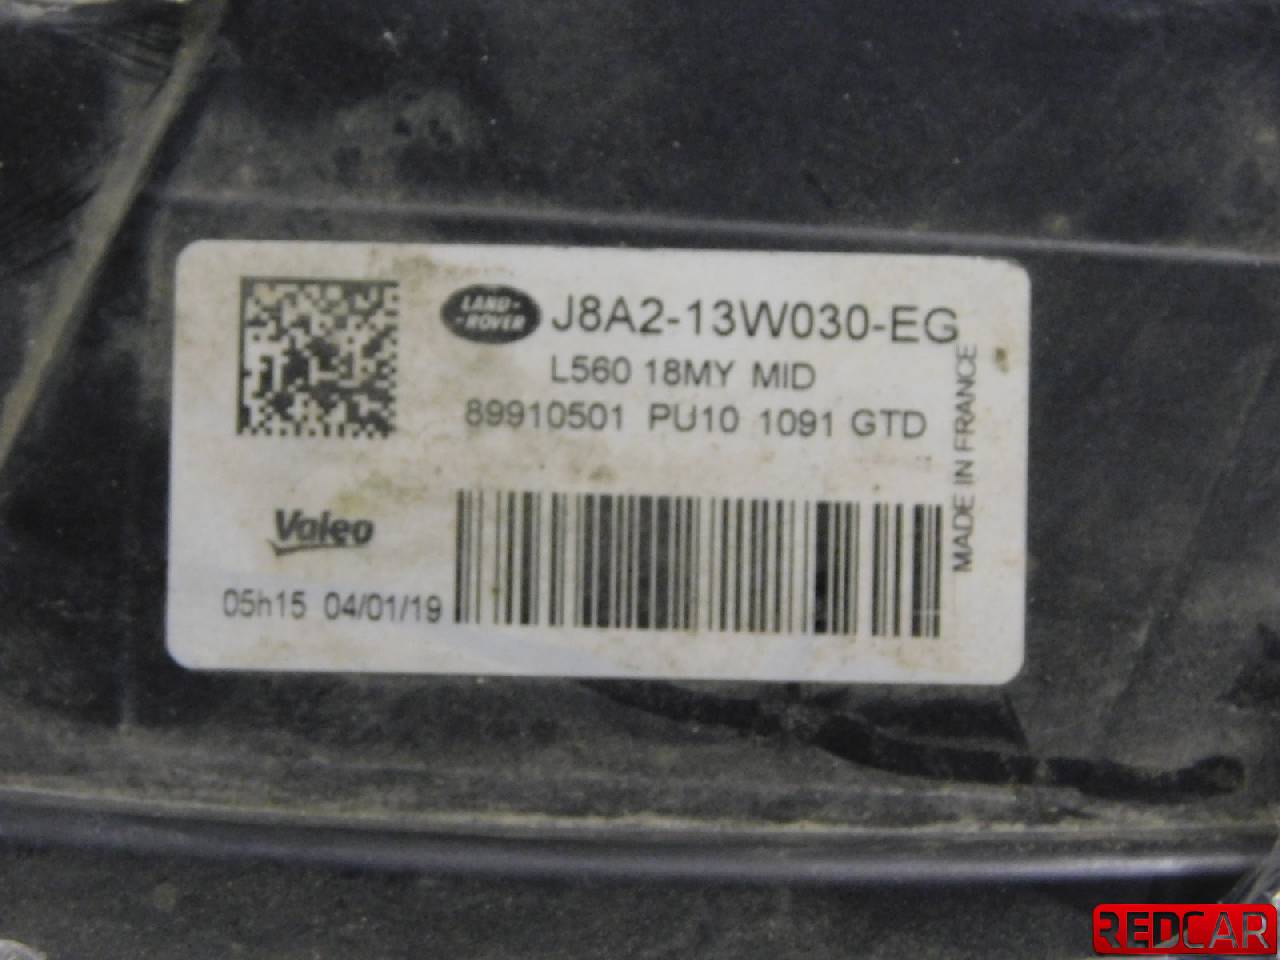 LAND-
-ROVER
J8A2-13W030-EG
L560 18MY MID
89910501 PU10 1091 GTD
MADE IN FRANCE
Valeo
05h15 04/01/19
REDCAR